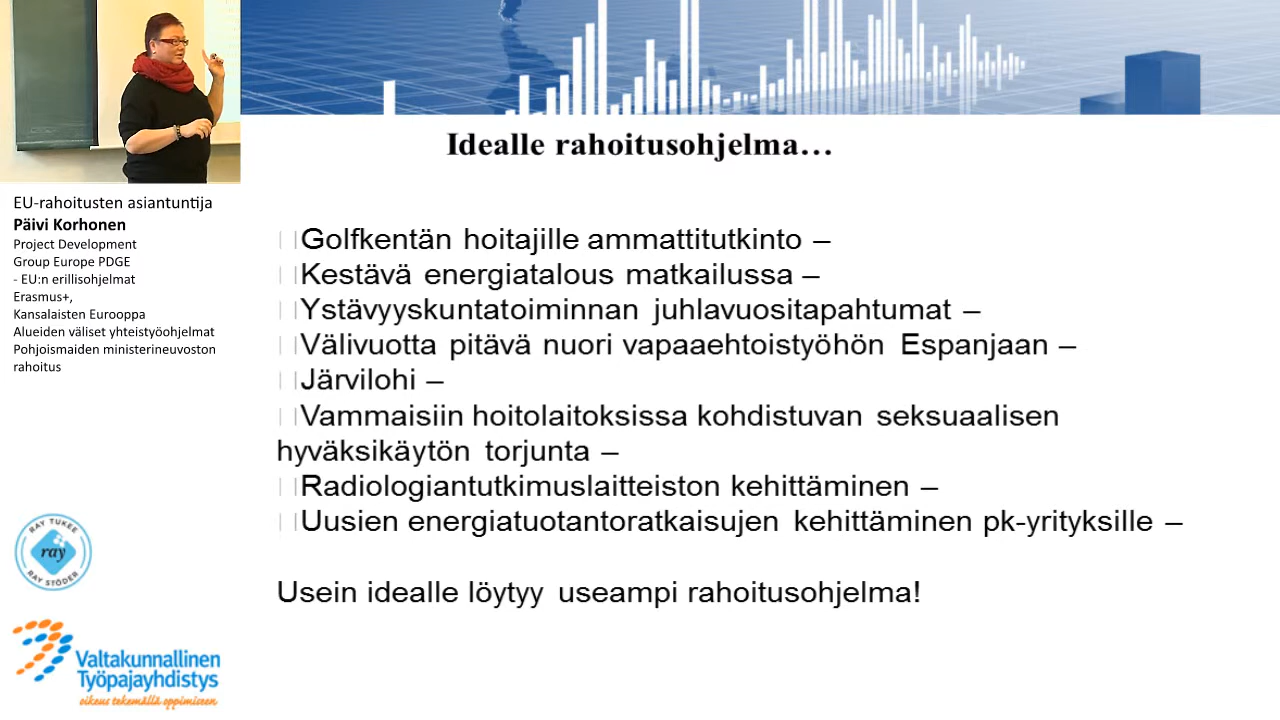 Idealle rahoitusohjelma…
EU-rahoitusten asiantuntija
Päivi Korhonen
Project Development
Group Europe PDGE
- EU:n erillisohjelmat
Erasmus+,
Kansalaisten Eurooppa
Alueiden väliset yhteistyöohjelmat
Pohjoismaiden ministerineuvoston
rahoitus
Golfkentän hoitajille ammattitutkinto –
Kestävä energiatalous matkailussa –
Ystävyyskuntatoiminnan juhlavuositapahtumat –
Välivuotta pitävä nuori vapaaehtoistyöhön Espanjaan –
Järvilohi –
Vammaisiin hoitolaitoksissa kohdistuvan seksuaalisen
hyväksikäytön torjunta –
Radiologiantutkimuslaitteiston kehittäminen –
Uusien energiatuotantoratkaisujen kehittäminen pk-yrityksille –
Usein idealle löytyy useampi rahoitusohjelma!
RAY TUKEE
ray
RAY STÖDER
Valtakunnallinen
Työpajayhdistys
oikeus tekemällä oppimiseen